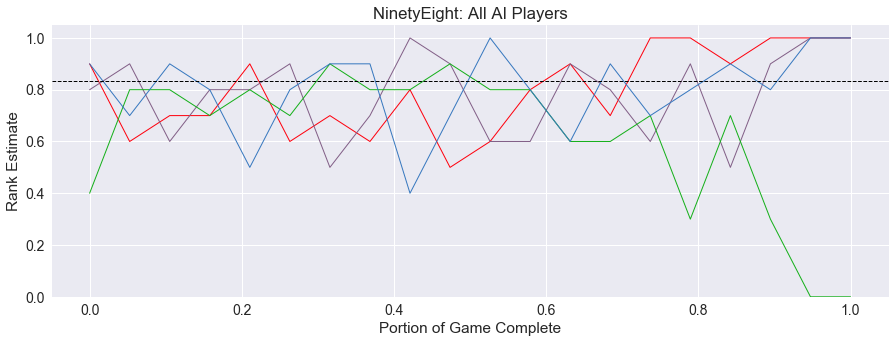 NinetyEight: All AI Players
1.0
0.8
0.6
0.4
0.2
0.0
Rank Estimate
0.0 0.2 0.4 0.6 0.8 1.0
Portion of Game Complete